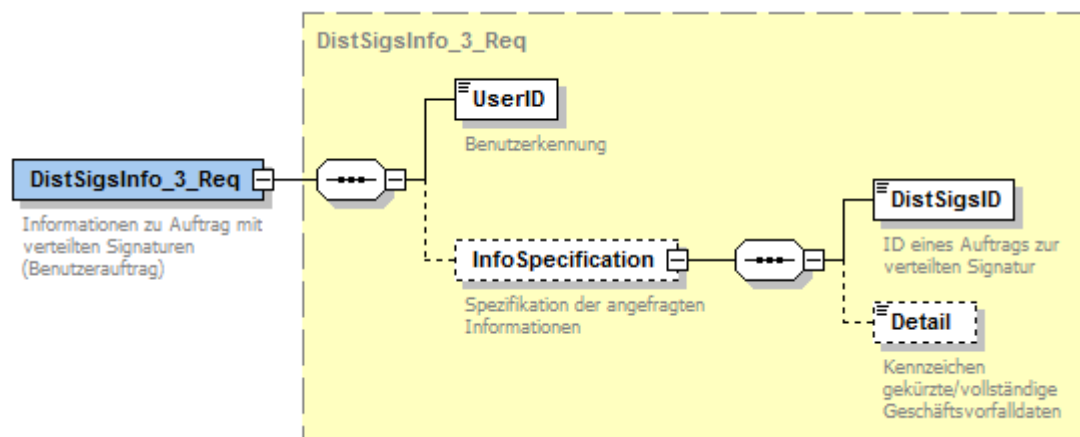 DistSigsInfo_3_Req
UserID
Benutzerkennung
DistSigsInfo_3_Req
Informationen zu Auftrag mit
verteilten Signaturen
(Benutzerauftrag)
InfoSpecification
Spezifikation der angefragten
Informationen
DistSigsID
ID eines Auftrags zur
verteilten Signatur
Detail
Kennzeichen
gekürzte/vollständige
Geschäftsvorfalldaten